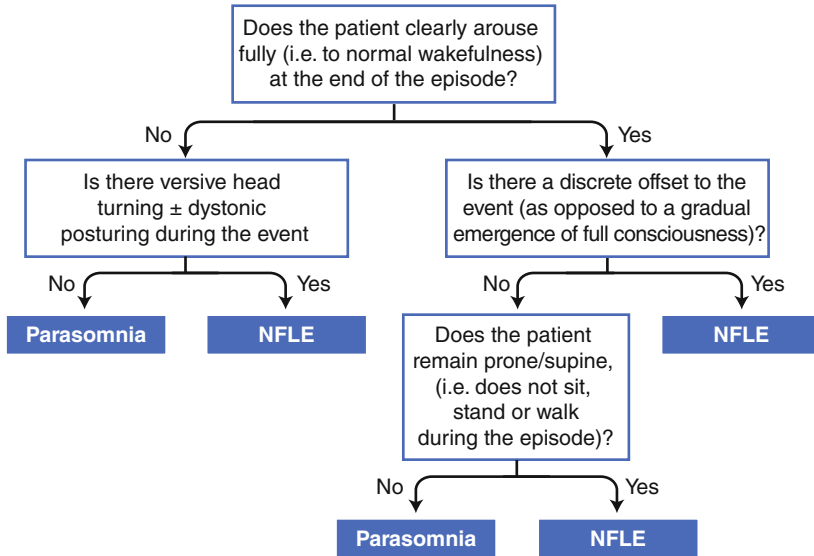 Does the patient clearly arouse
fully (i.e. to normal wakefulness)
at the end of the episode?
No
Yes
Is there versive head
turning ± dystonic
posturing during the event
Is there a discrete offset to the
event (as opposed to a gradual
emergence of full consciousness)?
No
Yes
No
Yes
Parasomnia
NFLE
Does the patient
remain prone/supine,
(i.e. does not sit,
stand or walk
during the episode)?
NFLE
No
Yes
Parasomnia
NFLE